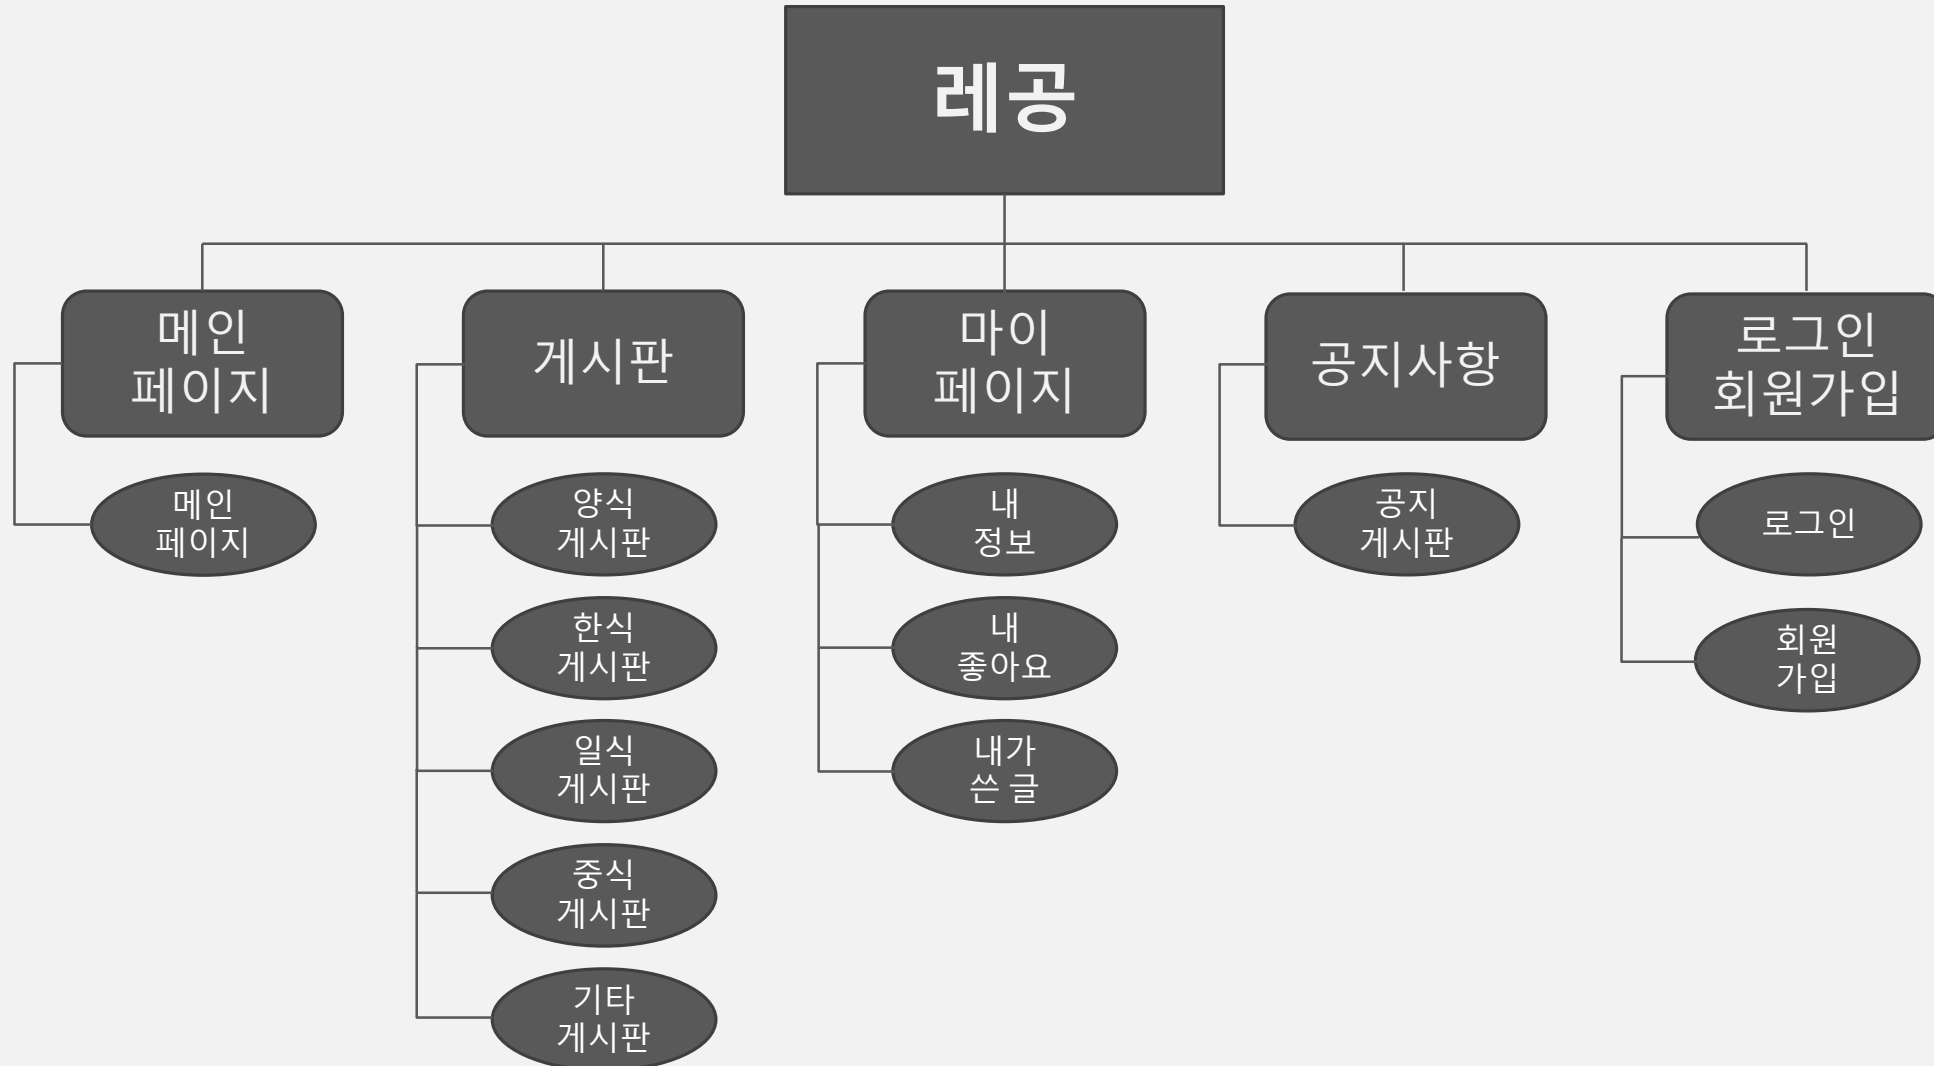 레공
메인
페이지
게시판
마이
페이지
공지사항
로그인
회원가입
메인
페이지
양식
게시판
한식
게시판
일식
게시판
중식
게시판
기타
게시판
내
정보
내
좋아요
내가
쓴 글
공지
게시판
로그인
회원
가입